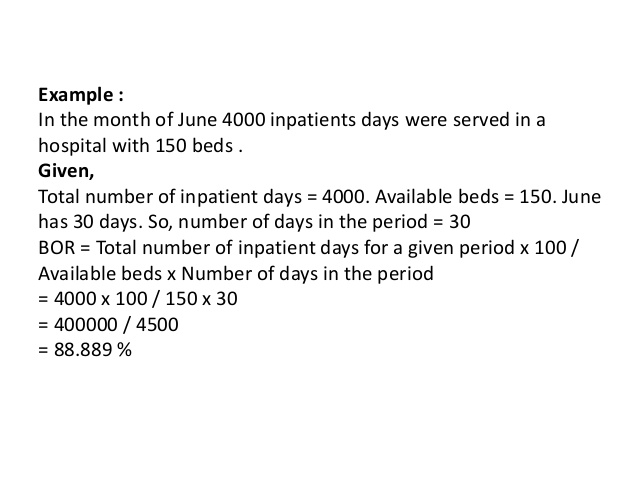 Example :
In the month of June 4000 inpatients days were served in a
hospital with 150 beds .
Given,
Total number of inpatient days = 4000. Available beds = 150. June
has 30 days. So, number of days in the period = 30
BOR = Total number of inpatient days for a given period x 100 /
Available beds x Number of days in the period
= 4000 x 100 / 150 x 30
= 400000 / 4500
= 88.889 %